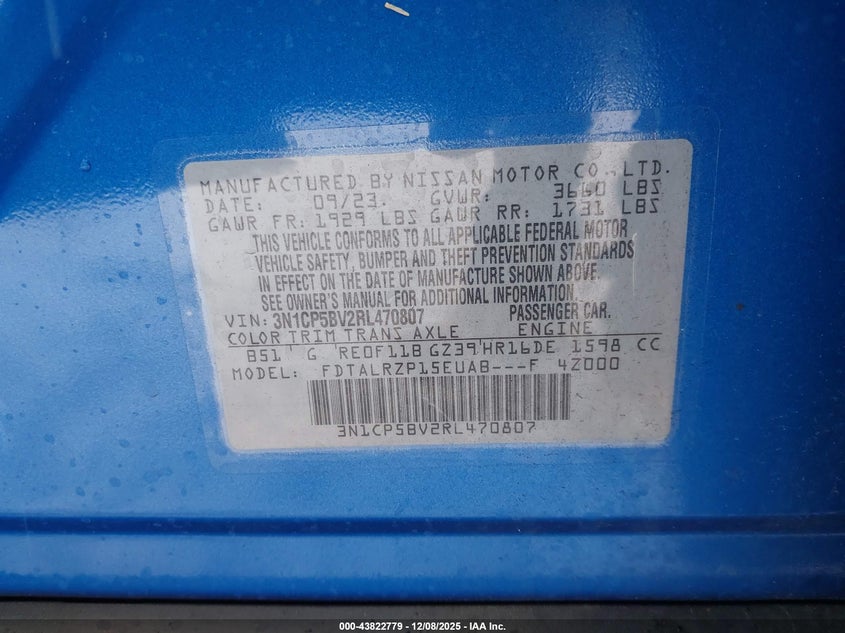 MANUFACTURED BY NISSAN MOTOR CO., LTD.
DATE: 09/23. GVWR: 3660 LBS
GAWR FR: 1929 LBS GAWR RR: 1731 LBS
THIS VEHICLE CONFORMS TO ALL APPLICABLE FEDERAL MOTOR
VEHICLE SAFETY, BUMPER AND THEFT PREVENTION STANDARDS
IN EFFECT ON THE DATE OF MANUFACTURE SHOWN ABOVE.
SEE OWNER'S MANUAL FOR ADDITIONAL INFORMATION.
VIN: 3N1CP5BV2RL470807 PASSENGER CAR.
COLOR TRIM TRANS AXLE ENGINE
B51 G RE0F11B GZ39 HR16DE 1598 CC
MODEL: FDTALRZP15EUAB---F 4Z000
3N1CP5BV2RL470807
000-43822779 - 12/08/2025 - IAA Inc.